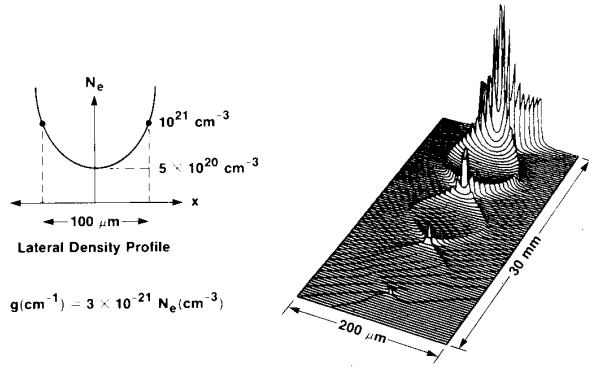 Nₑ
10²¹ cm⁻³
5 × 10²⁰ cm⁻³
x
100 μm
Lateral Density Profile
g(cm⁻¹) = 3 × 10⁻²¹ Nₑ(cm⁻³)
200 μm
30 mm